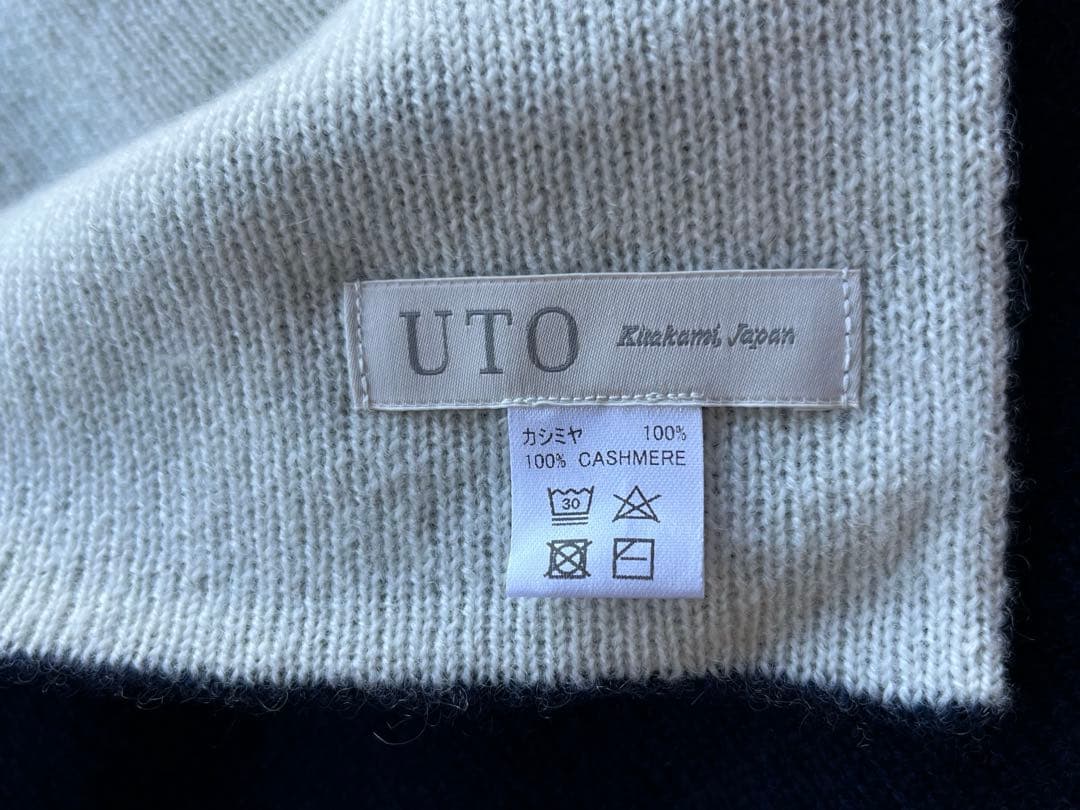 UTO Kitakami, Japan
カシミヤ 100%
100% CASHMERE
30